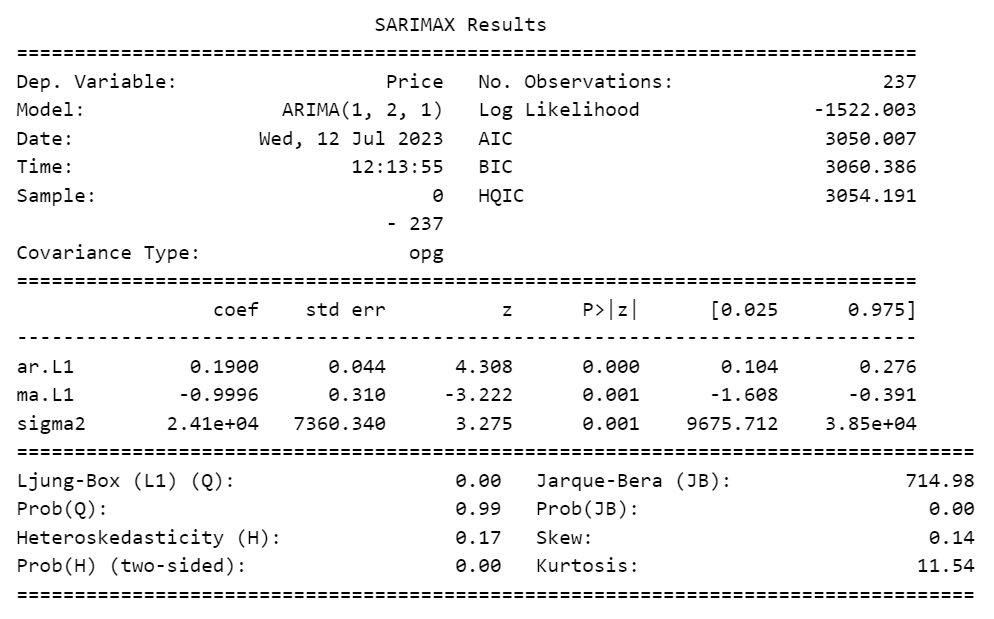 SARIMAX Results
==============================================================================
Dep. Variable:                  Price   No. Observations:                  237
Model:                 ARIMA(1, 2, 1)   Log Likelihood               -1522.003
Date:                Wed, 12 Jul 2023   AIC                           3050.007
Time:                        12:13:55   BIC                           3060.386
Sample:                             0   HQIC                          3054.191
                                - 237
Covariance Type:                  opg
==============================================================================
                 coef    std err          z      P>|z|      [0.025      0.975]
------------------------------------------------------------------------------
ar.L1          0.1900      0.044      4.308      0.000       0.104       0.276
ma.L1         -0.9996      0.310     -3.222      0.001      -1.608      -0.391
sigma2       2.41e+04   7360.340      3.275      0.001    9675.712    3.85e+04
===================================================================================
Ljung-Box (L1) (Q):                   0.00   Jarque-Bera (JB):               714.98
Prob(Q):                              0.99   Prob(JB):                         0.00
Heteroskedasticity (H):               0.17   Skew:                             0.14
Prob(H) (two-sided):                  0.00   Kurtosis:                        11.54
===================================================================================